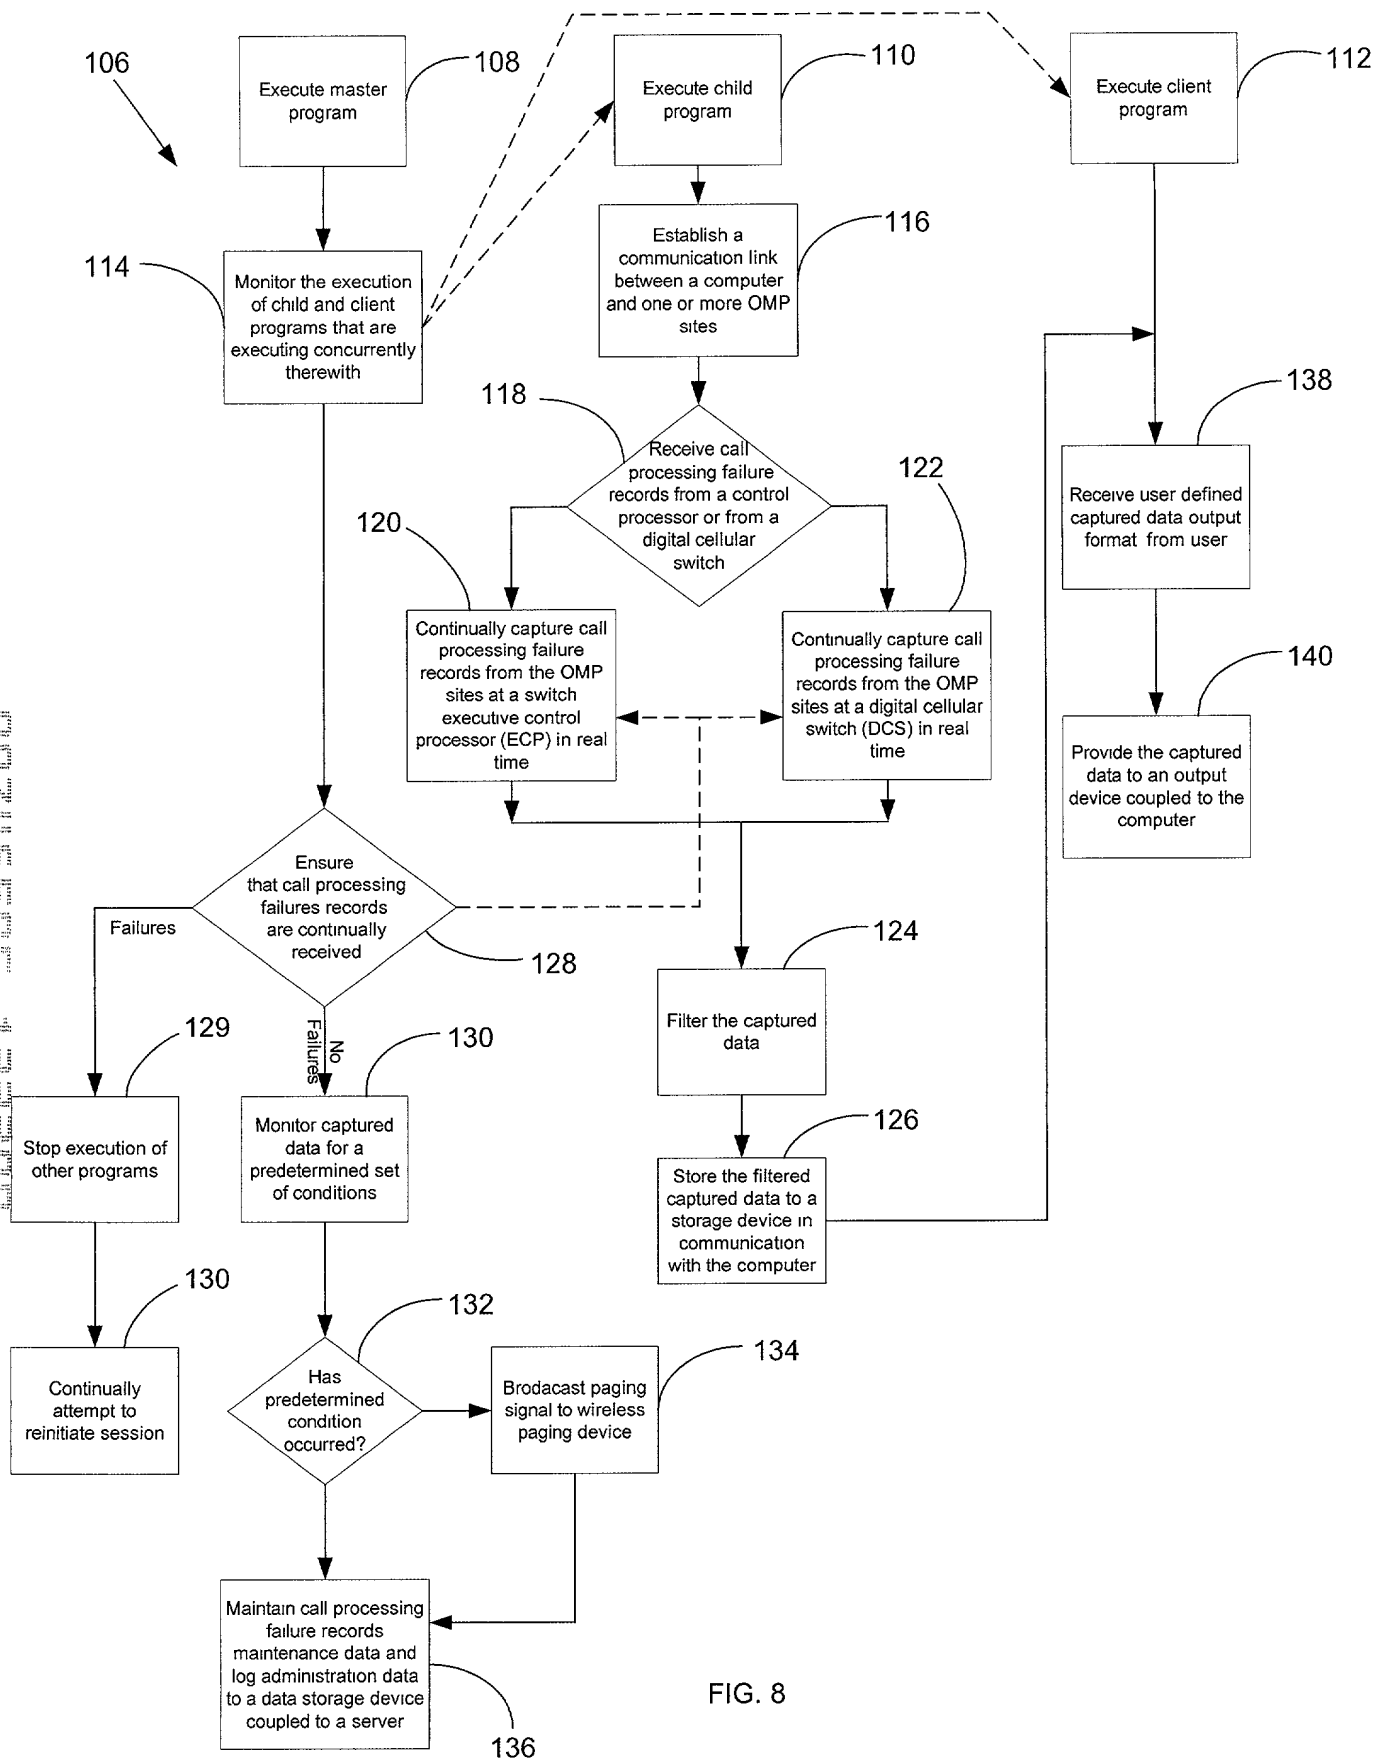 106
108
Execute master
program
110
Execute child
program
112
Execute client
program
114
Monitor the execution
of child and client
programs that are
executing concurrently
therewith
116
Establish a
communication link
between a computer
and one or more OMP
sites
118
Receive call
processing failure
records from a control
processor or from a
digital cellular
switch
120
Continually capture call
processing failure
records from the OMP
sites at a switch
executive control
processor (ECP) in real
time
122
Continually capture call
processing failure
records from the OMP
sites at a digital cellular
switch (DCS) in real
time
138
Receive user defined
captured data output
format from user
140
Provide the captured
data to an output
device coupled to the
computer
Ensure
that call processing
failures records
are continually
received
128
Failures
No
Failures
124
Filter the captured
data
126
Store the filtered
captured data to a
storage device in
communication
with the computer
129
Stop execution of
other programs
130
Monitor captured
data for a
predetermined set
of conditions
130
Continually
attempt to
reinitiate session
132
Has
predetermined
condition
occurred?
134
Brodacast paging
signal to wireless
paging device
136
Maintain call processing
failure records
maintenance data and
log administration data
to a data storage device
coupled to a server
FIG. 8